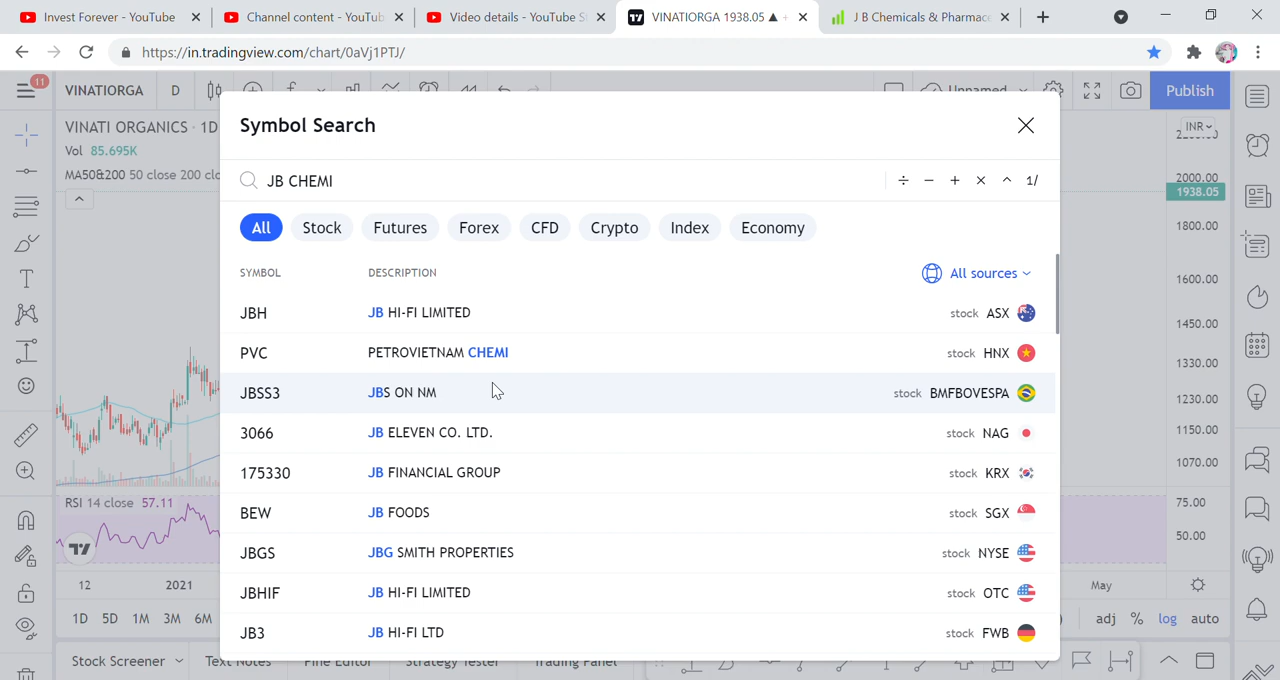 Invest Forever - YouTube
Channel content - YouTub
Video details - YouTube S
VINATIORGA 1938.05 ▲
J B Chemicals & Pharmac
https://in.tradingview.com/chart/0aVj1PTJ/
11
VINATIORGA D
Unnamed
Publish
VINATI ORGANICS · 1D
Vol 85.695K
MA50&200 50 close 200 clo
Symbol Search
JB CHEMI
÷ − + × ^ 1/
All Stock Futures Forex CFD Crypto Index Economy
SYMBOL DESCRIPTION All sources
JBH JB HI-FI LIMITED stock ASX
PVC PETROVIETNAM CHEMI stock HNX
JBSS3 JBS ON NM stock BMFBOVESPA
3066 JB ELEVEN CO. LTD. stock NAG
175330 JB FINANCIAL GROUP stock KRX
BEW JB FOODS stock SGX
JBGS JBG SMITH PROPERTIES stock NYSE
JBHIF JB HI-FI LIMITED stock OTC
JB3 JB HI-FI LTD stock FWB
INR
2000.00
1938.05
1800.00
1600.00
1450.00
1330.00
1230.00
1150.00
1070.00
RSI 14 close 57.11
75.00
50.00
12 2021 May
1D 5D 1M 3M 6M
adj % log auto
Stock Screener Text Notes Pine Editor Strategy Tester Trading Panel